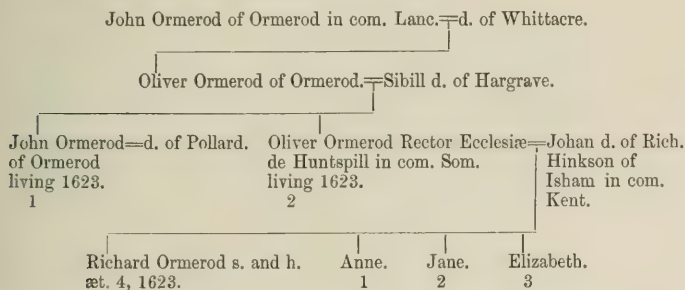 John Ormerod of Ormerod in com. Lanc.=d. of Whittacre.
Oliver Ormerod of Ormerod.=Sibill d. of Hargrave.
John Ormerod=d. of Pollard.
of Ormerod
living 1623.
1
Oliver Ormerod Rector Ecclesiæ=Johan d. of Rich.
de Huntspill in com. Som.
living 1623.
2
Hinkson of
Isham in com.
Kent.
Richard Ormerod s. and h.
æt. 4, 1623.
Anne.
1
Jane.
2
Elizabeth.
3